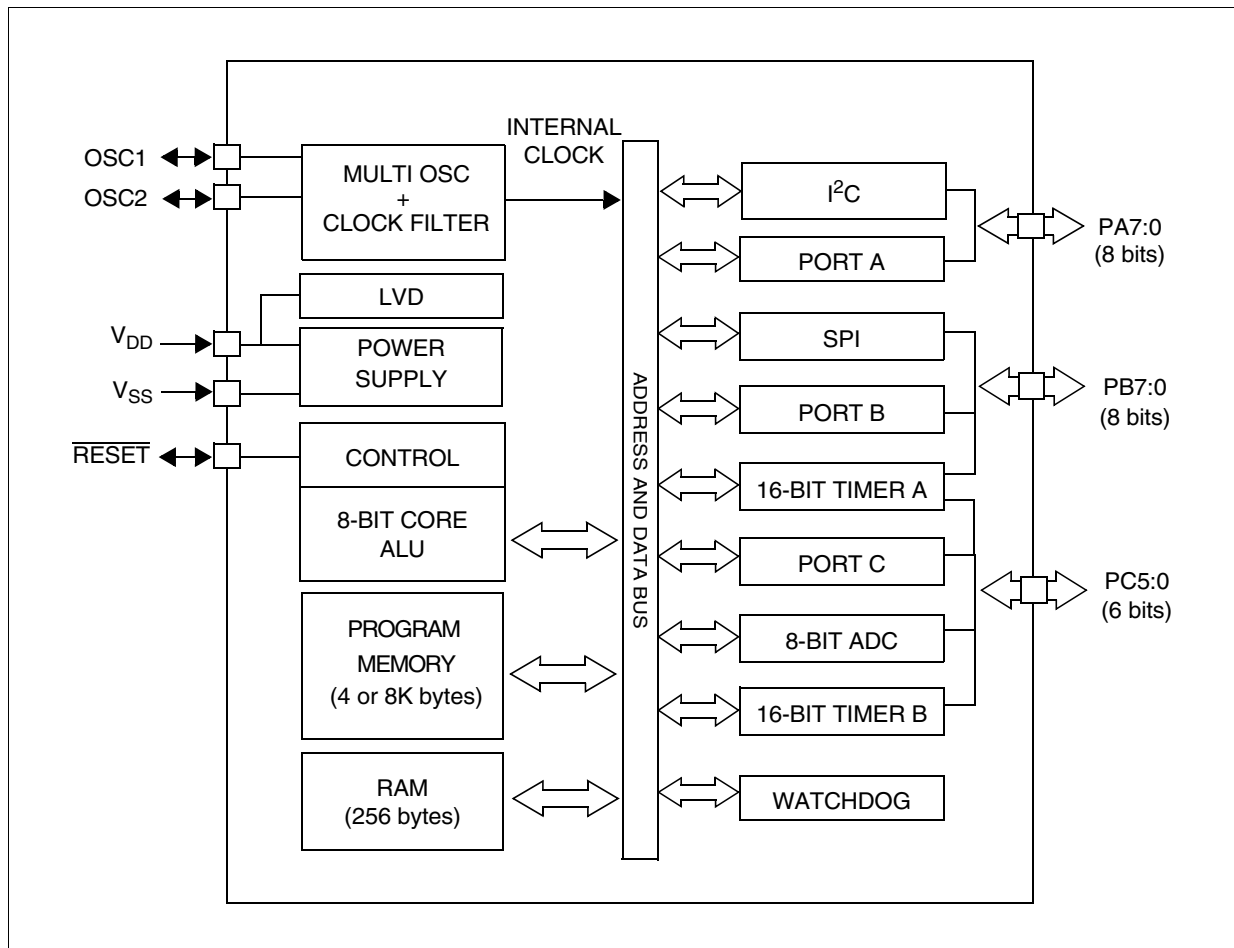 OSC1
OSC2
MULTI OSC
+
CLOCK FILTER
INTERNAL
CLOCK
LVD
VDD
VSS
POWER
SUPPLY
RESET
CONTROL
8-BIT CORE
ALU
PROGRAM
MEMORY
(4 or 8K bytes)
RAM
(256 bytes)
ADDRESS AND DATA BUS
I²C
PORT A
SPI
PORT B
16-BIT TIMER A
PORT C
8-BIT ADC
16-BIT TIMER B
WATCHDOG
PA7:0
(8 bits)
PB7:0
(8 bits)
PC5:0
(6 bits)